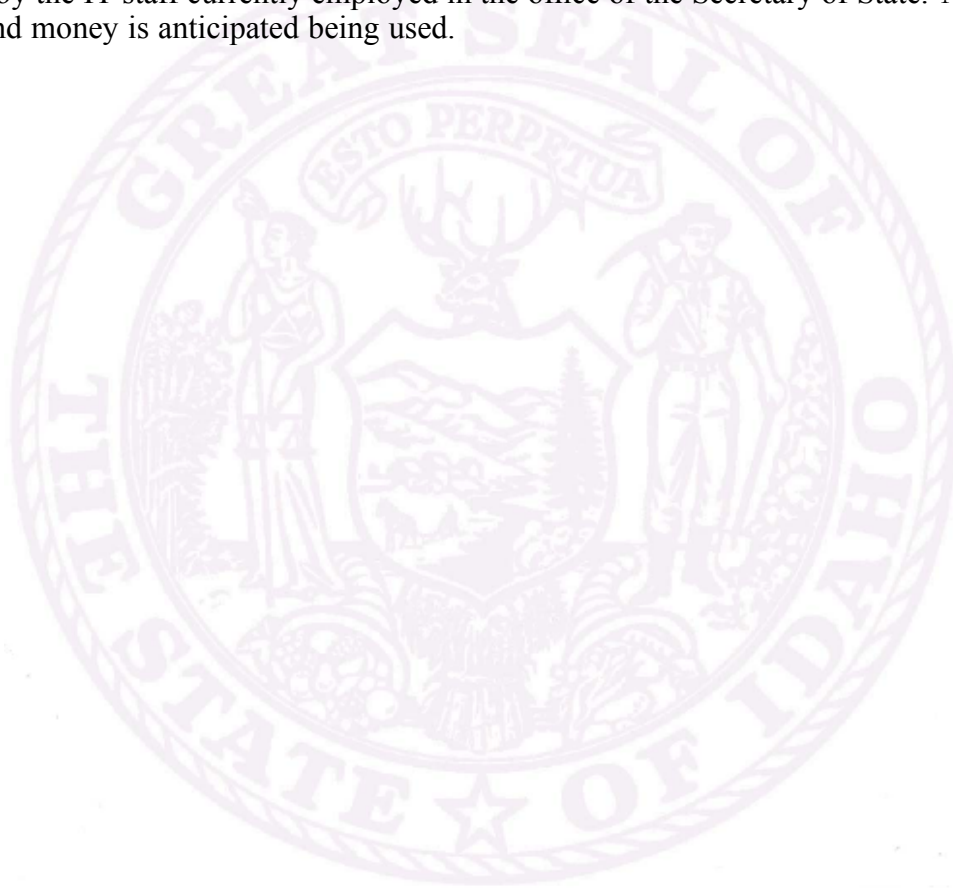 by the IT staff currently employed in the office of the Secretary of State.
nd money is anticipated being used.
GREAT SEAL OF
ESTO PERPETUA
THE STATE OF IDAHO